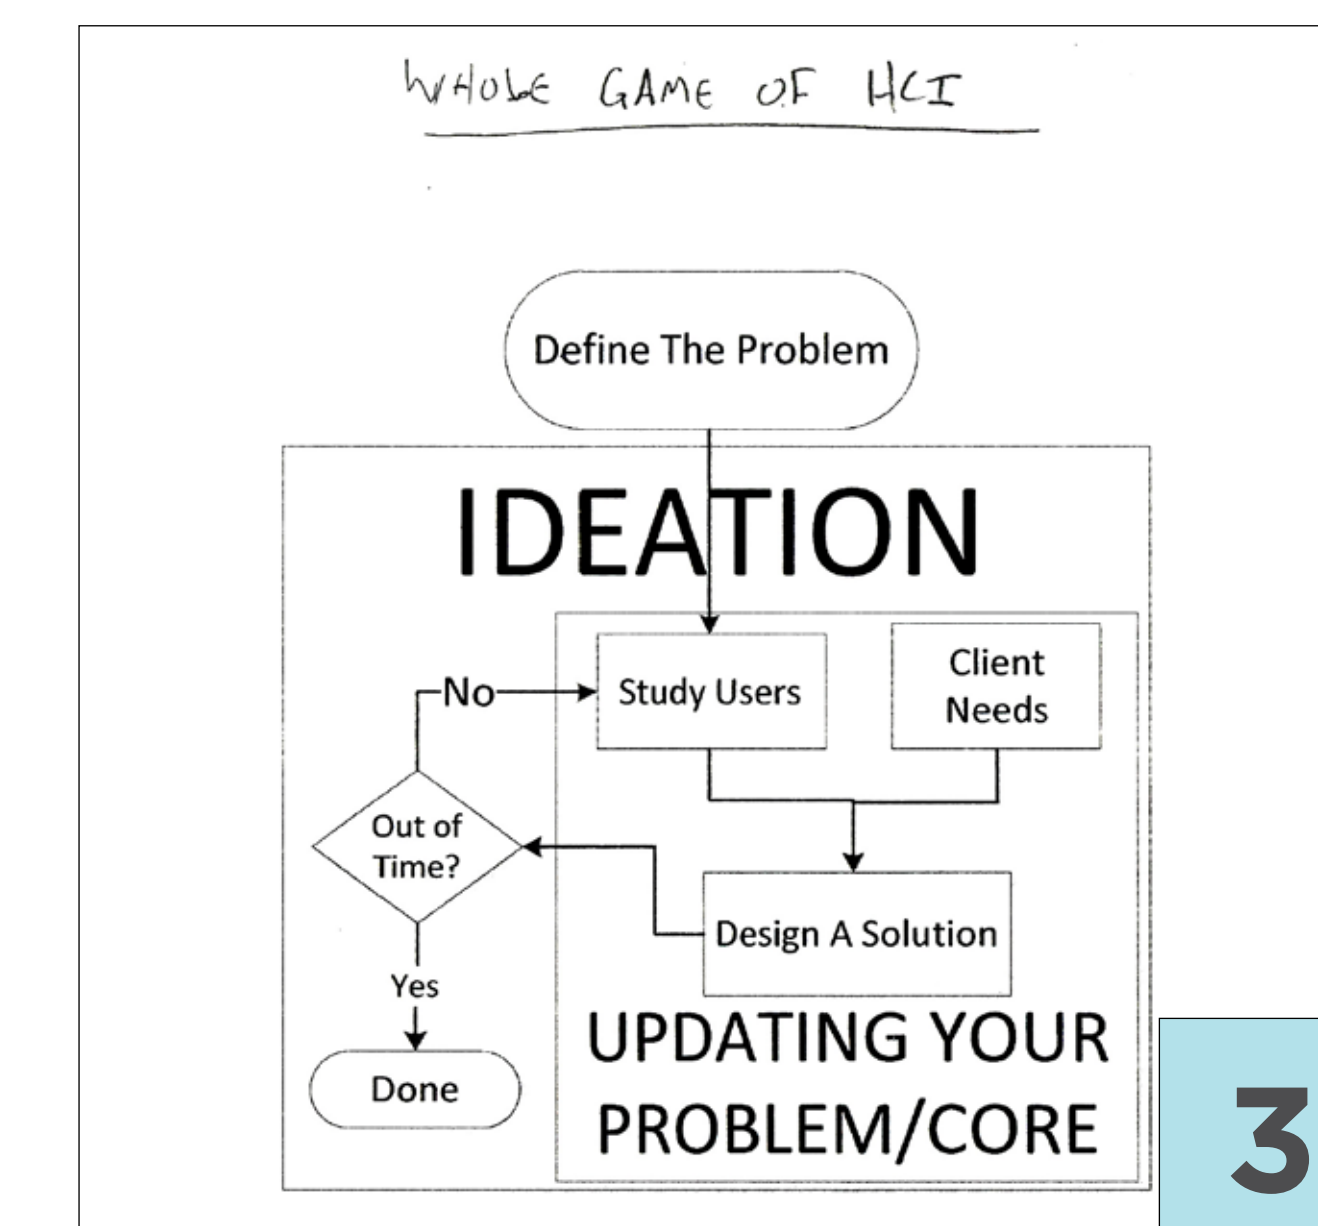 WHOLE GAME OF HCI
Define The Problem
IDEATION
Study Users
Client
Needs
No
Out of
Time?
Design A Solution
Yes
Done
UPDATING YOUR
PROBLEM/CORE
3